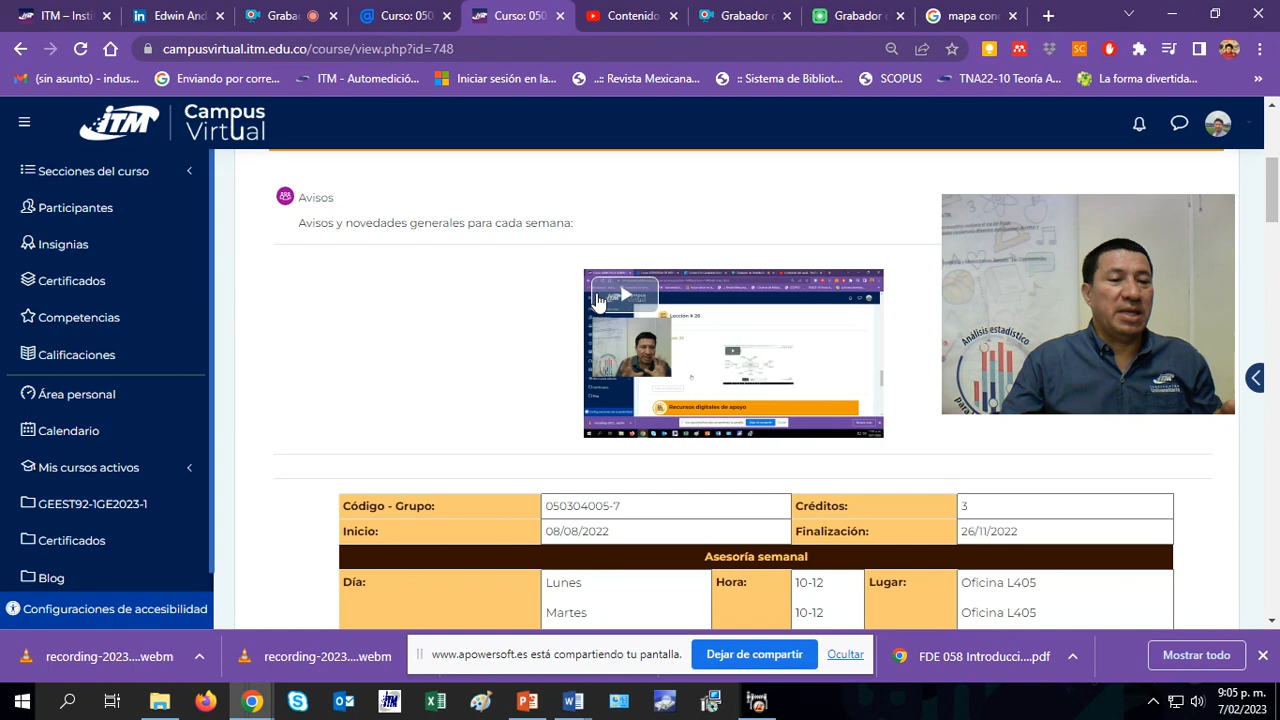 ITM – Institu
Edwin And
Graba
Curso: 050
Curso: 050
Contenido
Grabador
Grabador
mapa con
campusvirtual.itm.edu.co/course/view.php?id=748
(sin asunto) - indus...
Enviando por corre...
ITM - Automedició...
Iniciar sesión en la...
..:: Revista Mexicana...
:: Sistema de Bibliot...
SCOPUS
TNA22-10 Teoría A...
La forma divertida...
iTM Campus Virtual
Secciones del curso
Participantes
Insignias
Certificados
Competencias
Calificaciones
Área personal
Calendario
Mis cursos activos
GEEST92-1GE2023-1
Certificados
Blog
Configuraciones de accesibilidad
Avisos
Avisos y novedades generales para cada semana:
Lección # 26
Recursos digitales de apoyo
Análisis estadístico
para
Código - Grupo: 050304005-7 Créditos: 3
Inicio: 08/08/2022 Finalización: 26/11/2022
Asesoría semanal
Día: Lunes Hora: 10-12 Lugar: Oficina L405
Martes 10-12 Oficina L405
recording-2023....webm
recording-2023....webm
www.apowersoft.es está compartiendo tu pantalla.
Dejar de compartir
Ocultar
FDE 058 Introducci....pdf
Mostrar todo
9:05 p. m.
7/02/2023